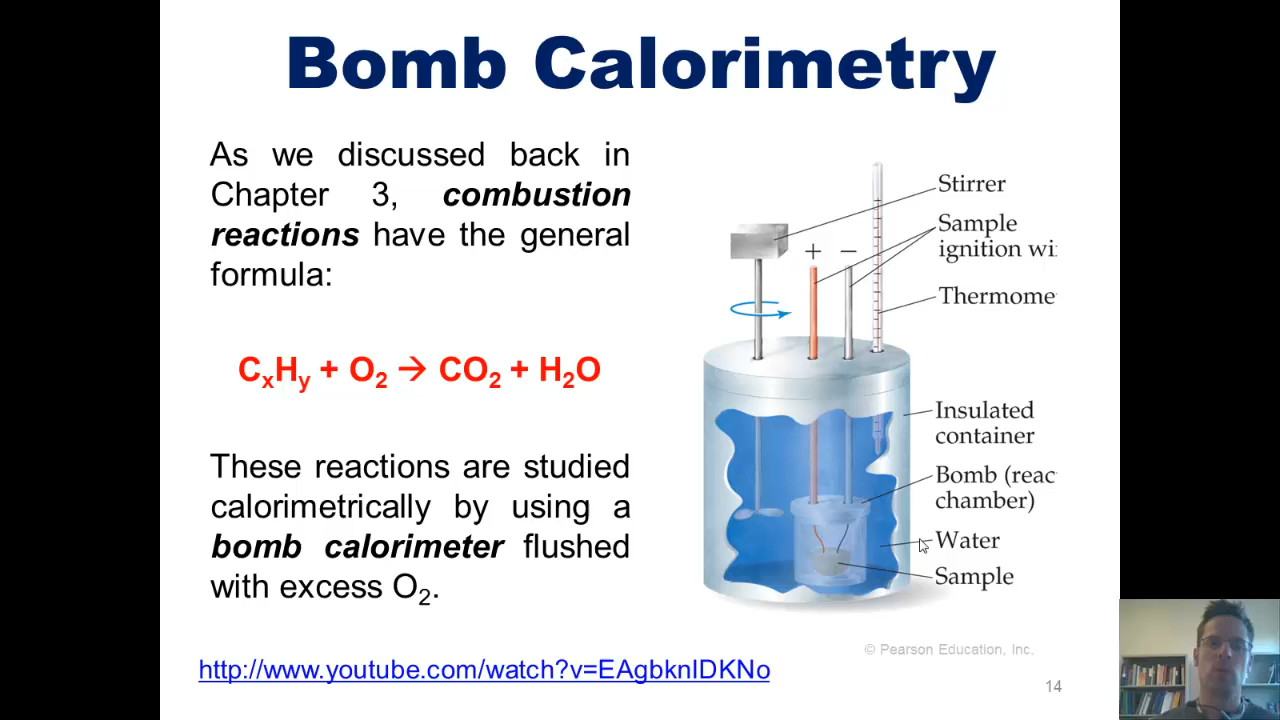 Bomb Calorimetry
As we discussed back in
Chapter 3, combustion
reactions have the general
formula:
CxHy + O2 → CO2 + H2O
These reactions are studied
calorimetrically by using a
bomb calorimeter flushed
with excess O2.
http://www.youtube.com/watch?v=EAgbknIDKNo
Stirrer
Sample
ignition wi
+ −
Thermome
Insulated
container
Bomb (reac
chamber)
Water
Sample
© Pearson Education, Inc.
14